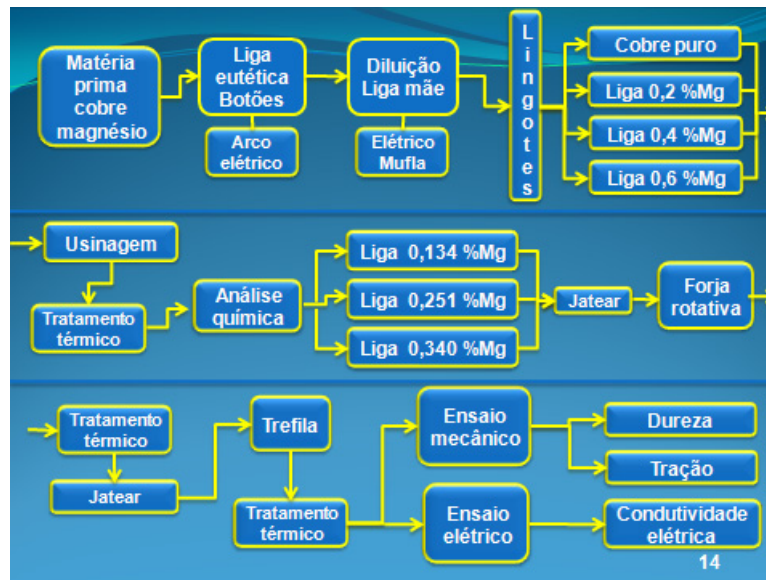 Matéria
prima
cobre
magnésio
Liga
eutética
Botões
Arco
elétrico
Diluição
Liga mãe
Elétrico
Mufla
Lingotes
Cobre puro
Liga 0,2 %Mg
Liga 0,4 %Mg
Liga 0,6 %Mg
Usinagem
Tratamento
térmico
Análise
química
Liga 0,134 %Mg
Liga 0,251 %Mg
Liga 0,340 %Mg
Jatear
Forja
rotativa
Tratamento
térmico
Jatear
Trefila
Tratamento
térmico
Ensaio
mecânico
Dureza
Tração
Ensaio
elétrico
Condutividade
elétrica
14